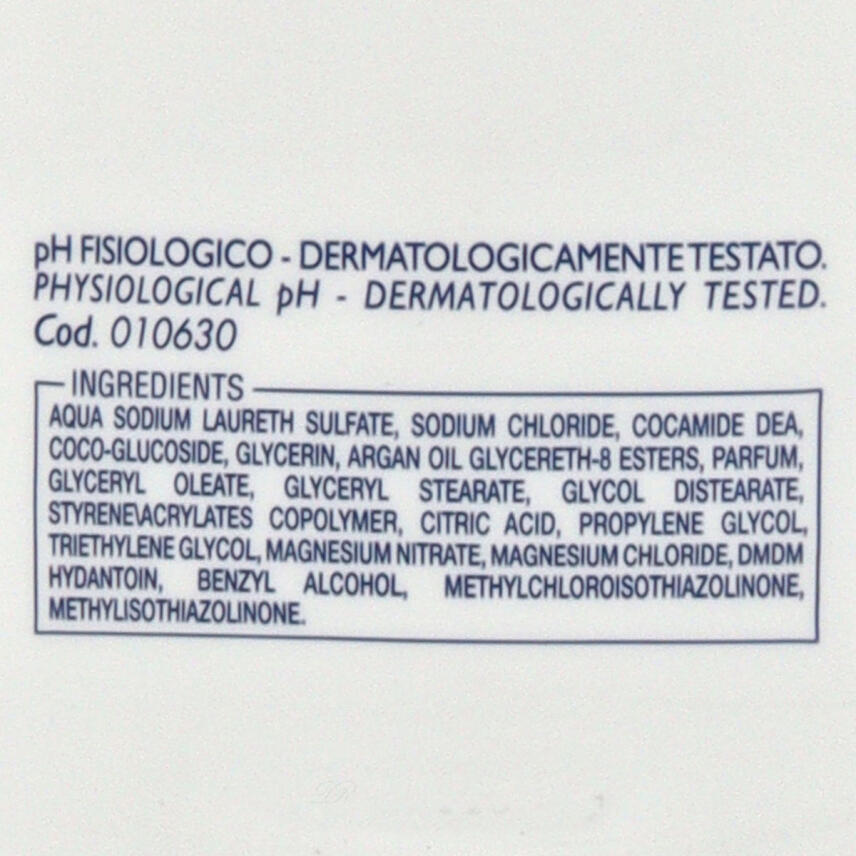 pH FISIOLOGICO - DERMATOLOGICAMENTE TESTATO.
PHYSIOLOGICAL pH - DERMATOLOGICALLY TESTED.
Cod. 010630
INGREDIENTS
AQUA SODIUM LAURETH SULFATE, SODIUM CHLORIDE, COCAMIDE DEA,
COCO-GLUCOSIDE, GLYCERIN, ARGAN OIL GLYCERETH-8 ESTERS, PARFUM,
GLYCERYL OLEATE, GLYCERYL STEARATE, GLYCOL DISTEARATE,
STYRENE\ACRYLATES COPOLYMER, CITRIC ACID, PROPYLENE GLYCOL,
TRIETHYLENE GLYCOL, MAGNESIUM NITRATE, MAGNESIUM CHLORIDE, DMDM
HYDANTOIN, BENZYL ALCOHOL, METHYLCHLOROISOTHIAZOLINONE,
METHYLISOTHIAZOLINONE.